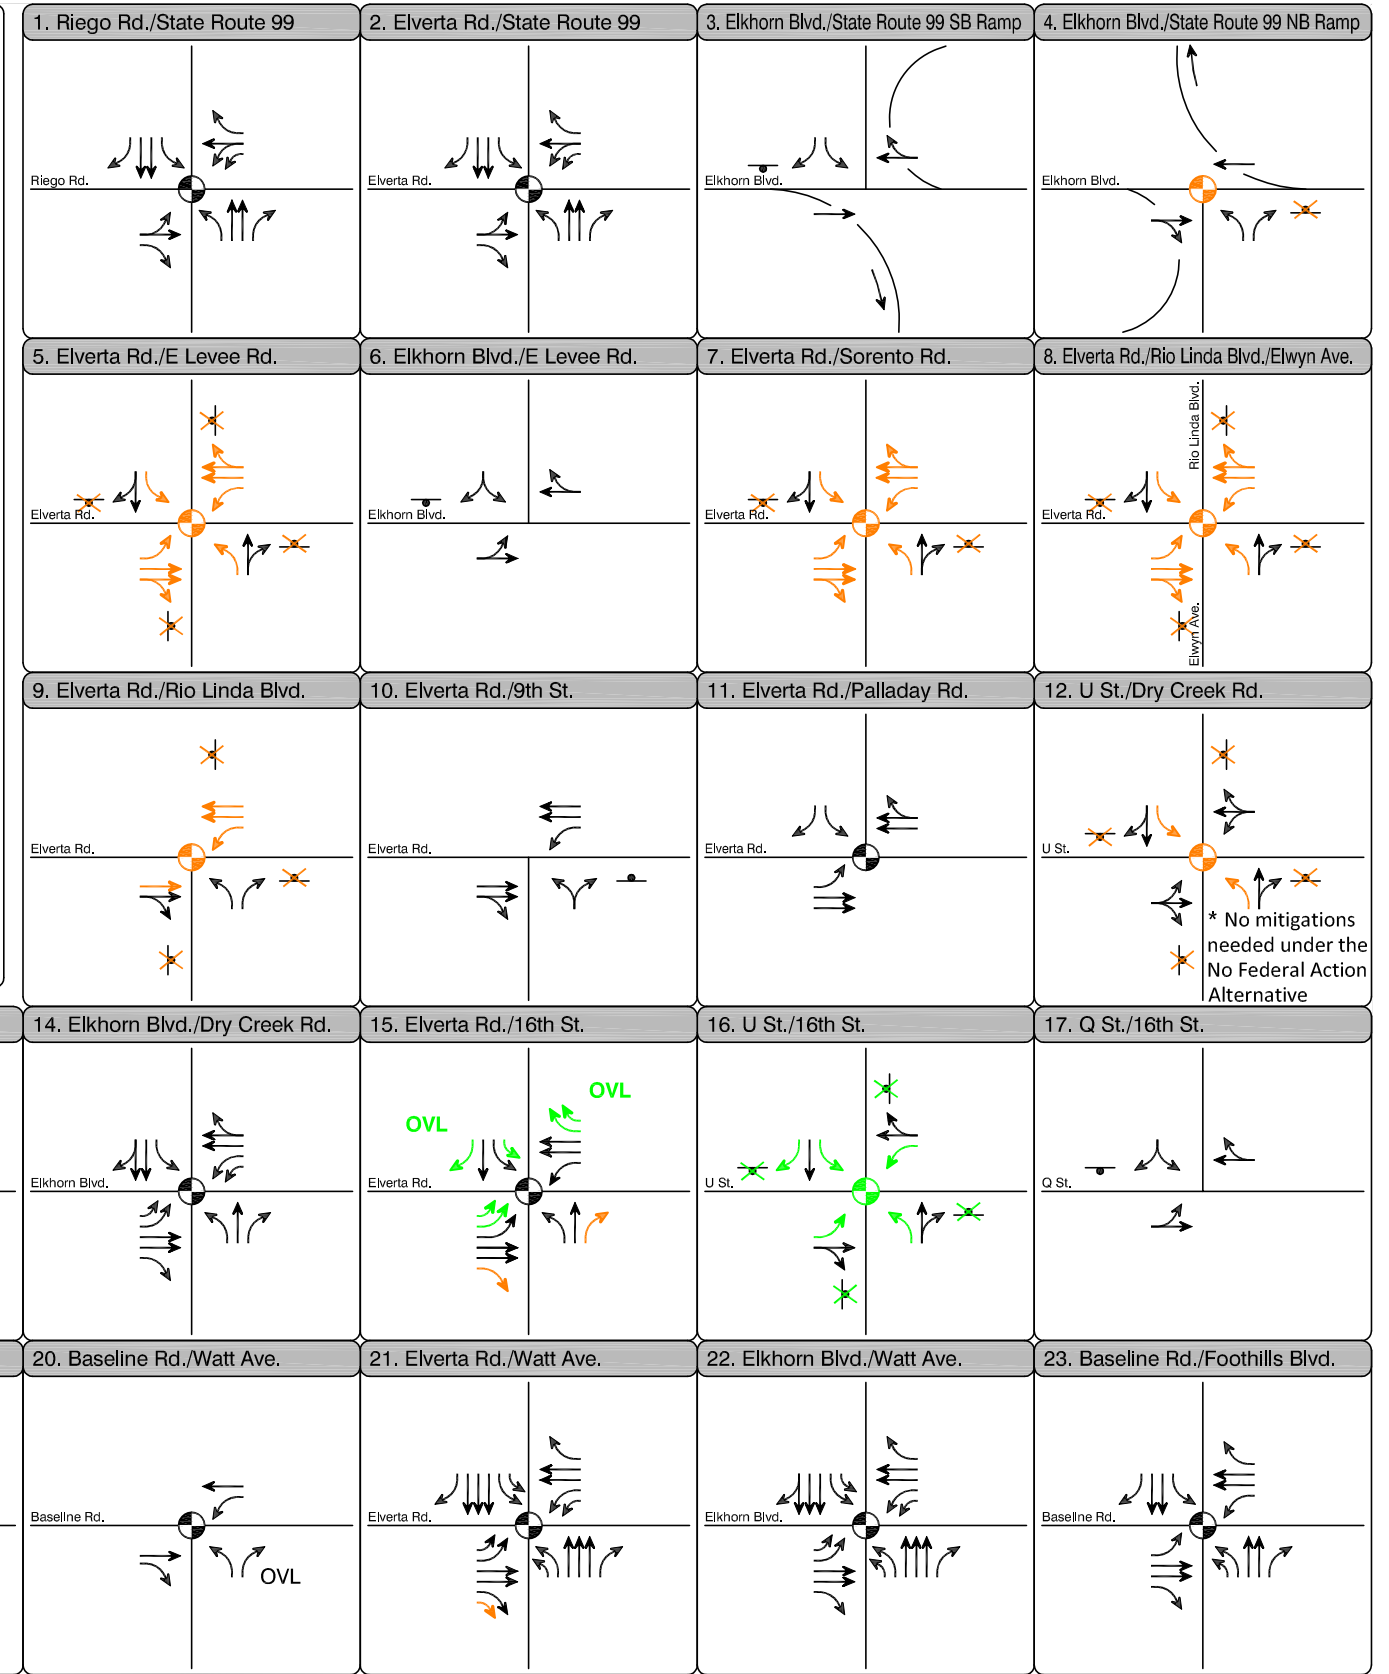 1. Riego Rd./State Route 99
2. Elverta Rd./State Route 99
3. Elkhorn Blvd./State Route 99 SB Ramp
4. Elkhorn Blvd./State Route 99 NB Ramp
Riego Rd.
Elverta Rd.
Elkhorn Blvd.
Elkhorn Blvd.
5. Elverta Rd./E Levee Rd.
6. Elkhorn Blvd./E Levee Rd.
7. Elverta Rd./Sorento Rd.
8. Elverta Rd./Rio Linda Blvd./Elwyn Ave.
Elverta Rd.
Elkhorn Blvd.
Elverta Rd.
Rio Linda Blvd.
Elverta Rd.
Elwyn Ave.
9. Elverta Rd./Rio Linda Blvd.
10. Elverta Rd./9th St.
11. Elverta Rd./Palladay Rd.
12. U St./Dry Creek Rd.
Elverta Rd.
Elverta Rd.
Elverta Rd.
U St.
* No mitigations
needed under the
No Federal Action
Alternative
14. Elkhorn Blvd./Dry Creek Rd.
15. Elverta Rd./16th St.
16. U St./16th St.
17. Q St./16th St.
Elkhorn Blvd.
OVL
OVL
Elverta Rd.
U St.
Q St.
20. Baseline Rd./Watt Ave.
21. Elverta Rd./Watt Ave.
22. Elkhorn Blvd./Watt Ave.
23. Baseline Rd./Foothills Blvd.
Baseline Rd.
OVL
Elverta Rd.
Elkhorn Blvd.
Baseline Rd.